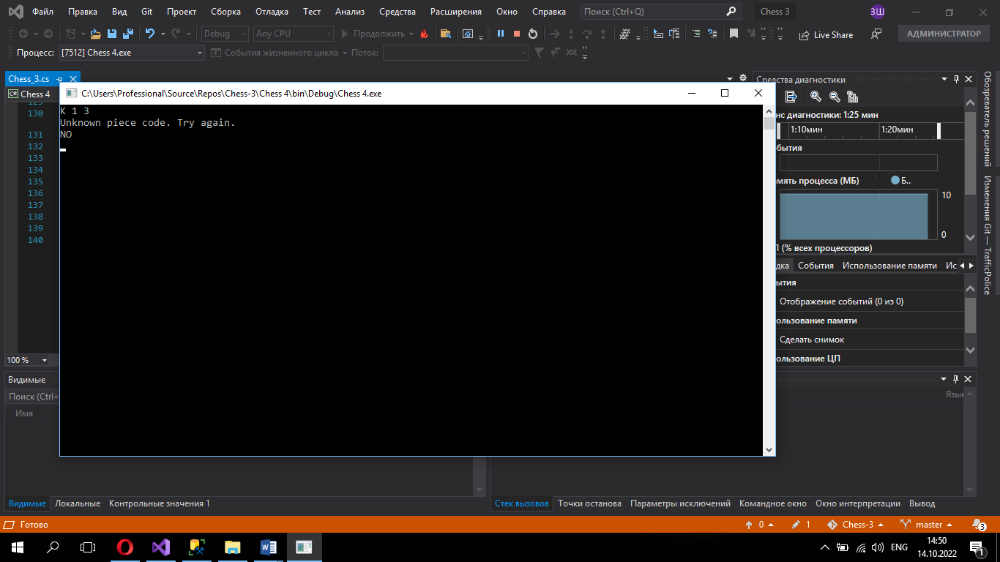 Файл Правка Вид Git Проект Сборка Отладка Тест Анализ Средства Расширения Окно Справка Поиск (Ctrl+Q) Chess 3 ЗШ
Debug Any CPU Продолжить Live Share АДМИНИСТРАТОР
Процесс: [7512] Chess 4.exe События жизненного цикла Поток:
Chess_3.cs
C# Chess 4
C:\Users\Professional\Source\Repos\Chess-3\Chess 4\bin\Debug\Chess 4.exe
K 1 3
Unknown piece code. Try again.
NO
129
130
131
132
133
134
135
136
137
138
139
140
100 %
Средства диагностики
нс диагностики: 1:25 мин
1:10мин 1:20мин
бытия
амять процесса (МБ) Б...
10
0
(% всех процессоров)
дка События Использование памяти Ис
ытия
Отображение событий (0 из 0)
ользование памяти
Сделать снимок
ользование ЦП
Обозреватель решений
Изменения Git — TrafficPolice
Видимые
Поиск (Ctrl+
Имя
Язык
Видимые Локальные Контрольные значения 1
Стек вызовов Точки останова Параметры исключений Командное окно Окно интерпретации Вывод
Готово 0 1 Chess-3 master 3
ENG 14:50
14.10.2022 1